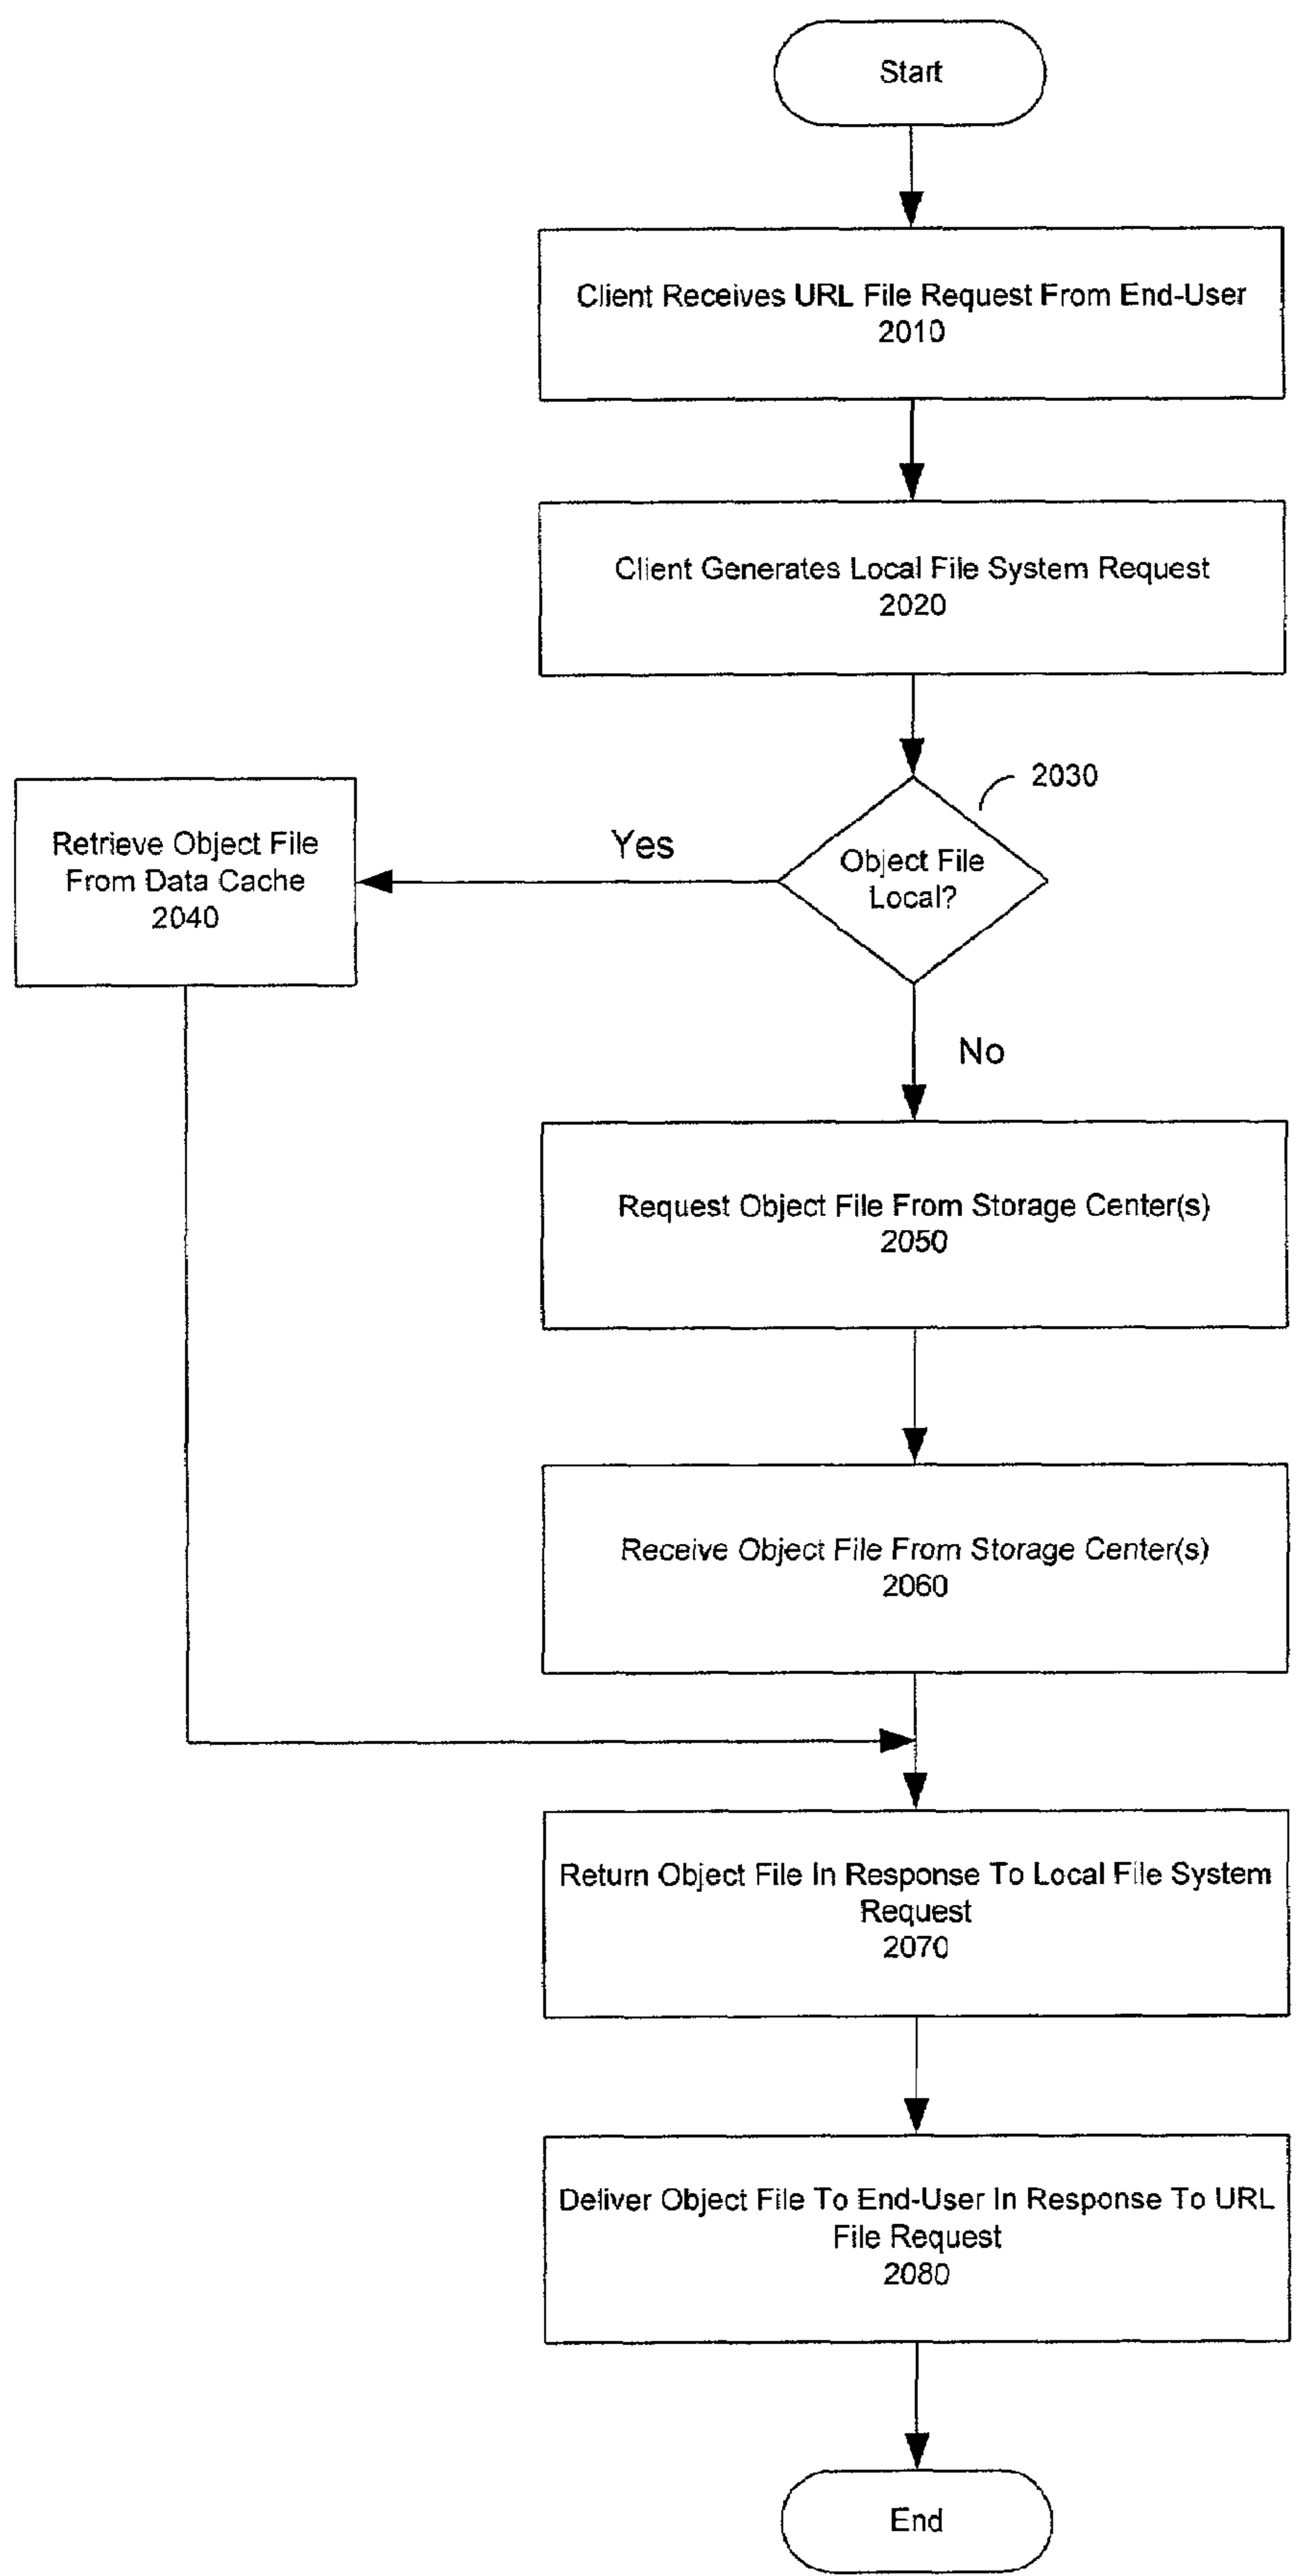 Start
Client Receives URL File Request From End-User
2010
Client Generates Local File System Request
2020
2030
Object File
Local?
Yes
Retrieve Object File
From Data Cache
2040
No
Request Object File From Storage Center(s)
2050
Receive Object File From Storage Center(s)
2060
Return Object File In Response To Local File System
Request
2070
Deliver Object File To End-User In Response To URL
File Request
2080
End